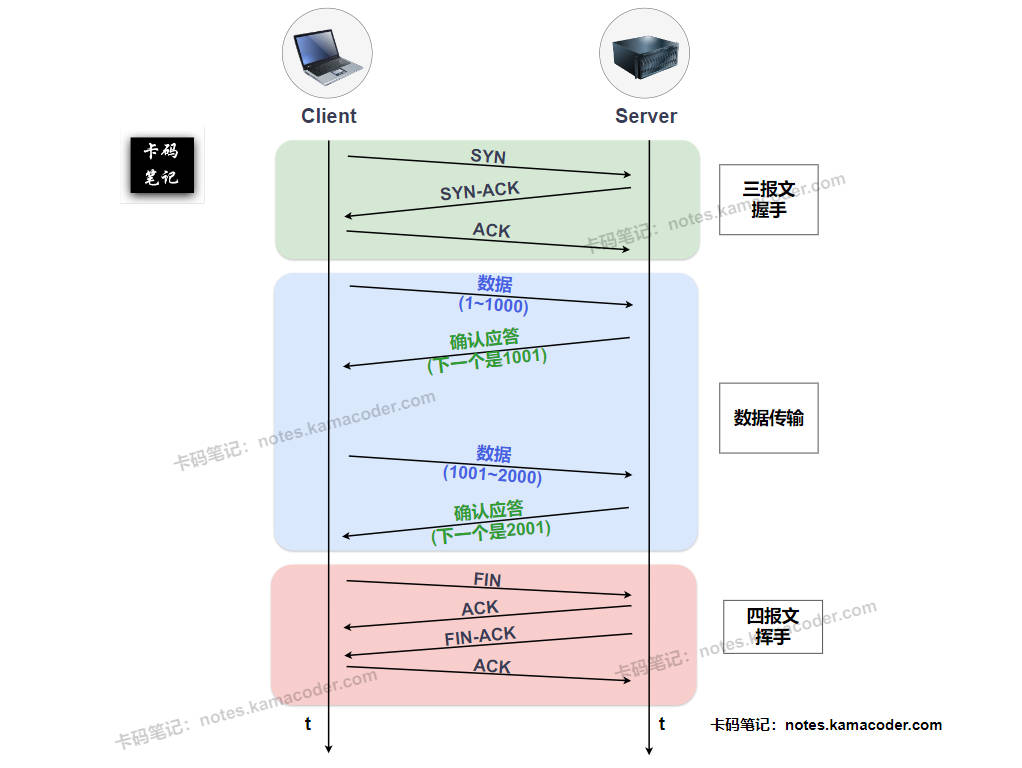 Client
Server
卡码
笔记
SYN
SYN-ACK
ACK
三报文
握手
卡码笔记：notes.kamacoder.com
数据
(1~1000)
确认应答
(下一个是1001)
数据传输
卡码笔记：notes.kamacoder.com
数据
(1001~2000)
确认应答
(下一个是2001)
FIN
ACK
FIN-ACK
ACK
四报文
挥手
卡码笔记：notes.kamacoder.com
卡码笔记：notes.kamacoder.com
t
t
卡码笔记：notes.kamacoder.com